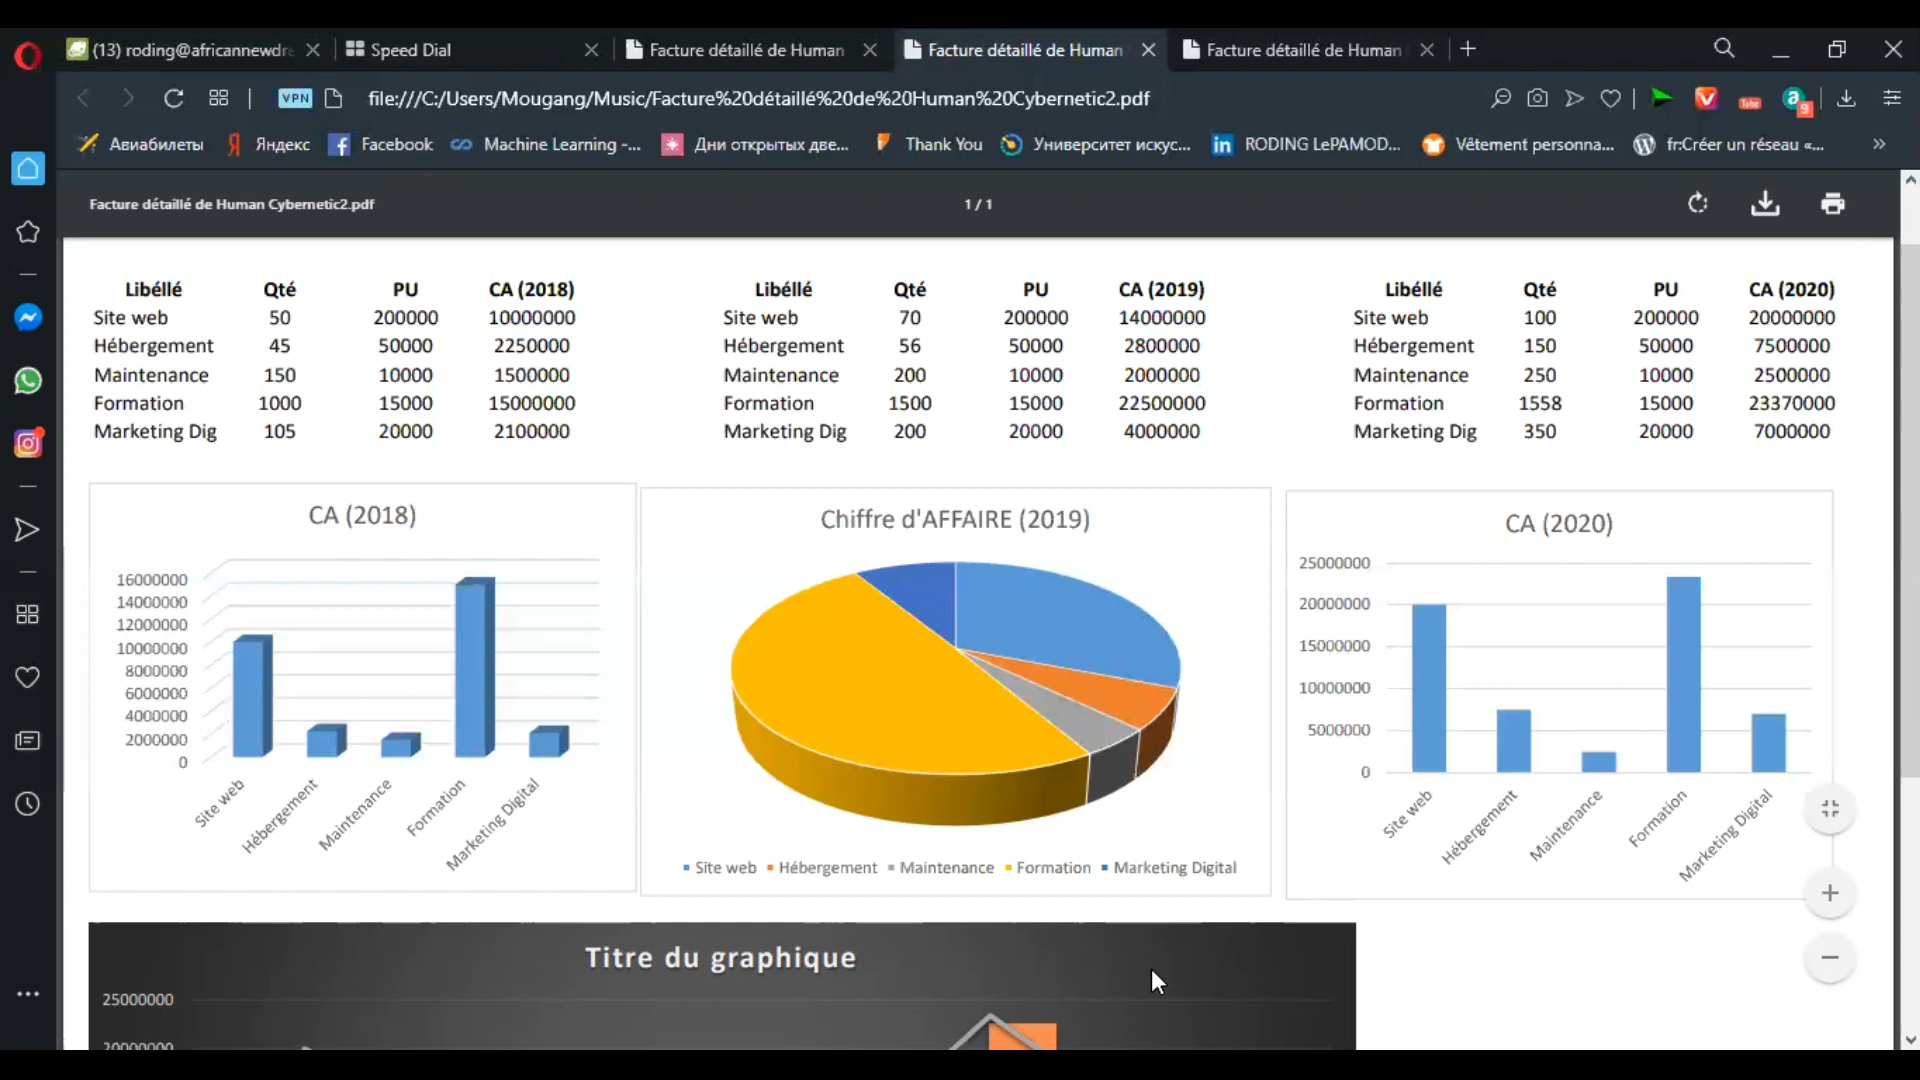 (13) roding@africannewdre
Speed Dial
Facture détaillé de Human
Facture détaillé de Human
Facture détaillé de Human
VPN
file:///C:/Users/Mougang/Music/Facture%20détaillé%20de%20Human%20Cybernetic2.pdf
Tube
a
9
Авиабилеты
Я Яндекс
Facebook
Machine Learning -...
Дни открытых две...
Thank You
Университет искус...
in RODING LePAMOD...
Vêtement personna...
fr:Créer un réseau «...
Facture détaillé de Human Cybernetic2.pdf
1 / 1
Libéllé Qté PU CA (2018)
Site web 50 200000 10000000
Hébergement 45 50000 2250000
Maintenance 150 10000 1500000
Formation 1000 15000 15000000
Marketing Dig 105 20000 2100000
Libéllé Qté PU CA (2019)
Site web 70 200000 14000000
Hébergement 56 50000 2800000
Maintenance 200 10000 2000000
Formation 1500 15000 22500000
Marketing Dig 200 20000 4000000
Libéllé Qté PU CA (2020)
Site web 100 200000 20000000
Hébergement 150 50000 7500000
Maintenance 250 10000 2500000
Formation 1558 15000 23370000
Marketing Dig 350 20000 7000000
CA (2018)
16000000
14000000
12000000
10000000
8000000
6000000
4000000
2000000
0
Site web
Hébergement
Maintenance
Formation
Marketing Digital
Chiffre d'AFFAIRE (2019)
Site web Hébergement Maintenance Formation Marketing Digital
CA (2020)
25000000
20000000
15000000
10000000
5000000
0
Site web
Hébergement
Maintenance
Formation
Marketing Digital
Titre du graphique
25000000
20000000